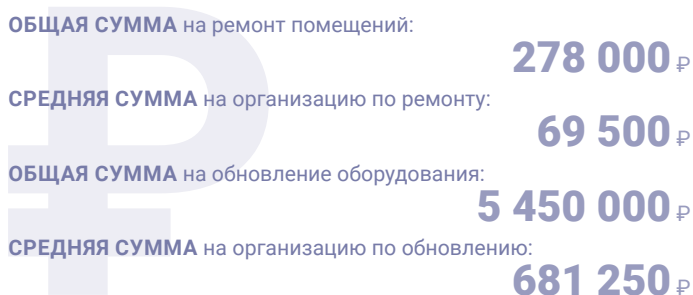 ОБЩАЯ СУММА на ремонт помещений:
278 000 ₽
СРЕДНЯЯ СУММА на организацию по ремонту:
69 500 ₽
ОБЩАЯ СУММА на обновление оборудования:
5 450 000 ₽
СРЕДНЯЯ СУММА на организацию по обновлению:
681 250 ₽